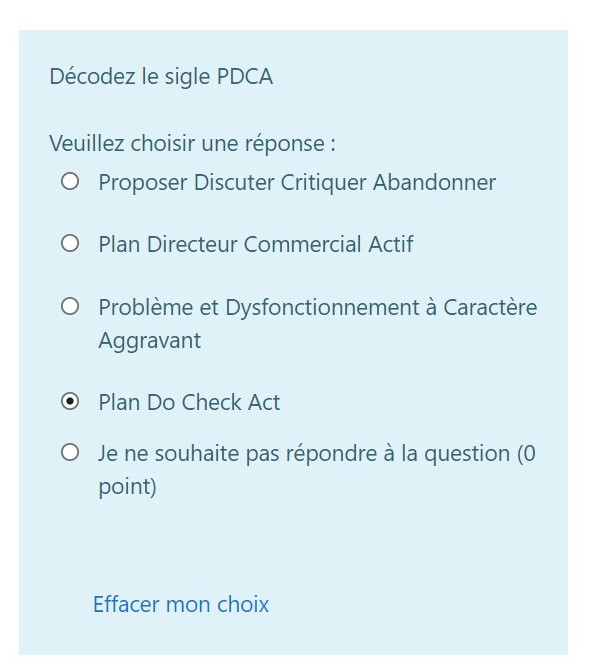 Décodez le sigle PDCA
Veuillez choisir une réponse :
Proposer Discuter Critiquer Abandonner
Plan Directeur Commercial Actif
Problème et Dysfonctionnement à Caractère
Aggravant
Plan Do Check Act
Je ne souhaite pas répondre à la question (0
point)
Effacer mon choix